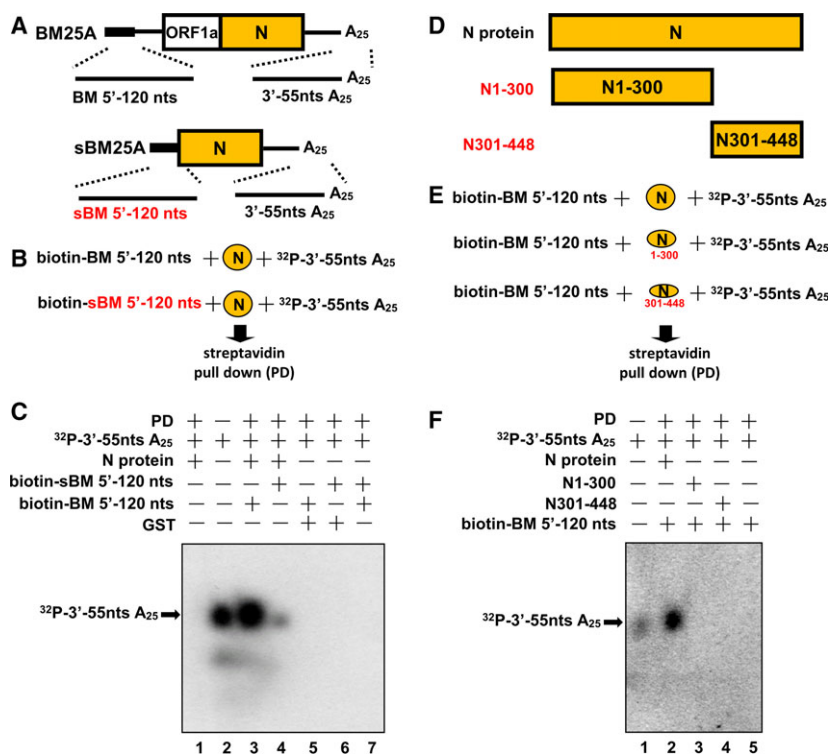 A
BM25A
ORF1a
N
A₂₅
A₂₅
BM 5'-120 nts
3'-55nts A₂₅
sBM25A
N
A₂₅
sBM 5'-120 nts
3'-55nts A₂₅
B
biotin-BM 5'-120 nts + N + ³²P-3'-55nts A₂₅
biotin-sBM 5'-120 nts + N + ³²P-3'-55nts A₂₅
streptavidin
pull down (PD)
C
PD + − + + + + +
³²P-3'-55nts A₂₅ + + + + + + +
N protein + − + + − − −
biotin-sBM 5'-120 nts − − − + − + +
biotin-BM 5'-120 nts − − + − + − +
GST − − − − + + −
³²P-3'-55nts A₂₅
1 2 3 4 5 6 7
D
N protein N
N1-300 N1-300
N301-448 N301-448
E
biotin-BM 5'-120 nts + N + ³²P-3'-55nts A₂₅
biotin-BM 5'-120 nts + N + ³²P-3'-55nts A₂₅
1-300
biotin-BM 5'-120 nts + N + ³²P-3'-55nts A₂₅
301-448
streptavidin
pull down (PD)
F
PD − + + + +
³²P-3'-55nts A₂₅ + + + + +
N protein − + − − −
N1-300 − − + − −
N301-448 − − − + −
biotin-BM 5'-120 nts − + + + +
³²P-3'-55nts A₂₅
1 2 3 4 5